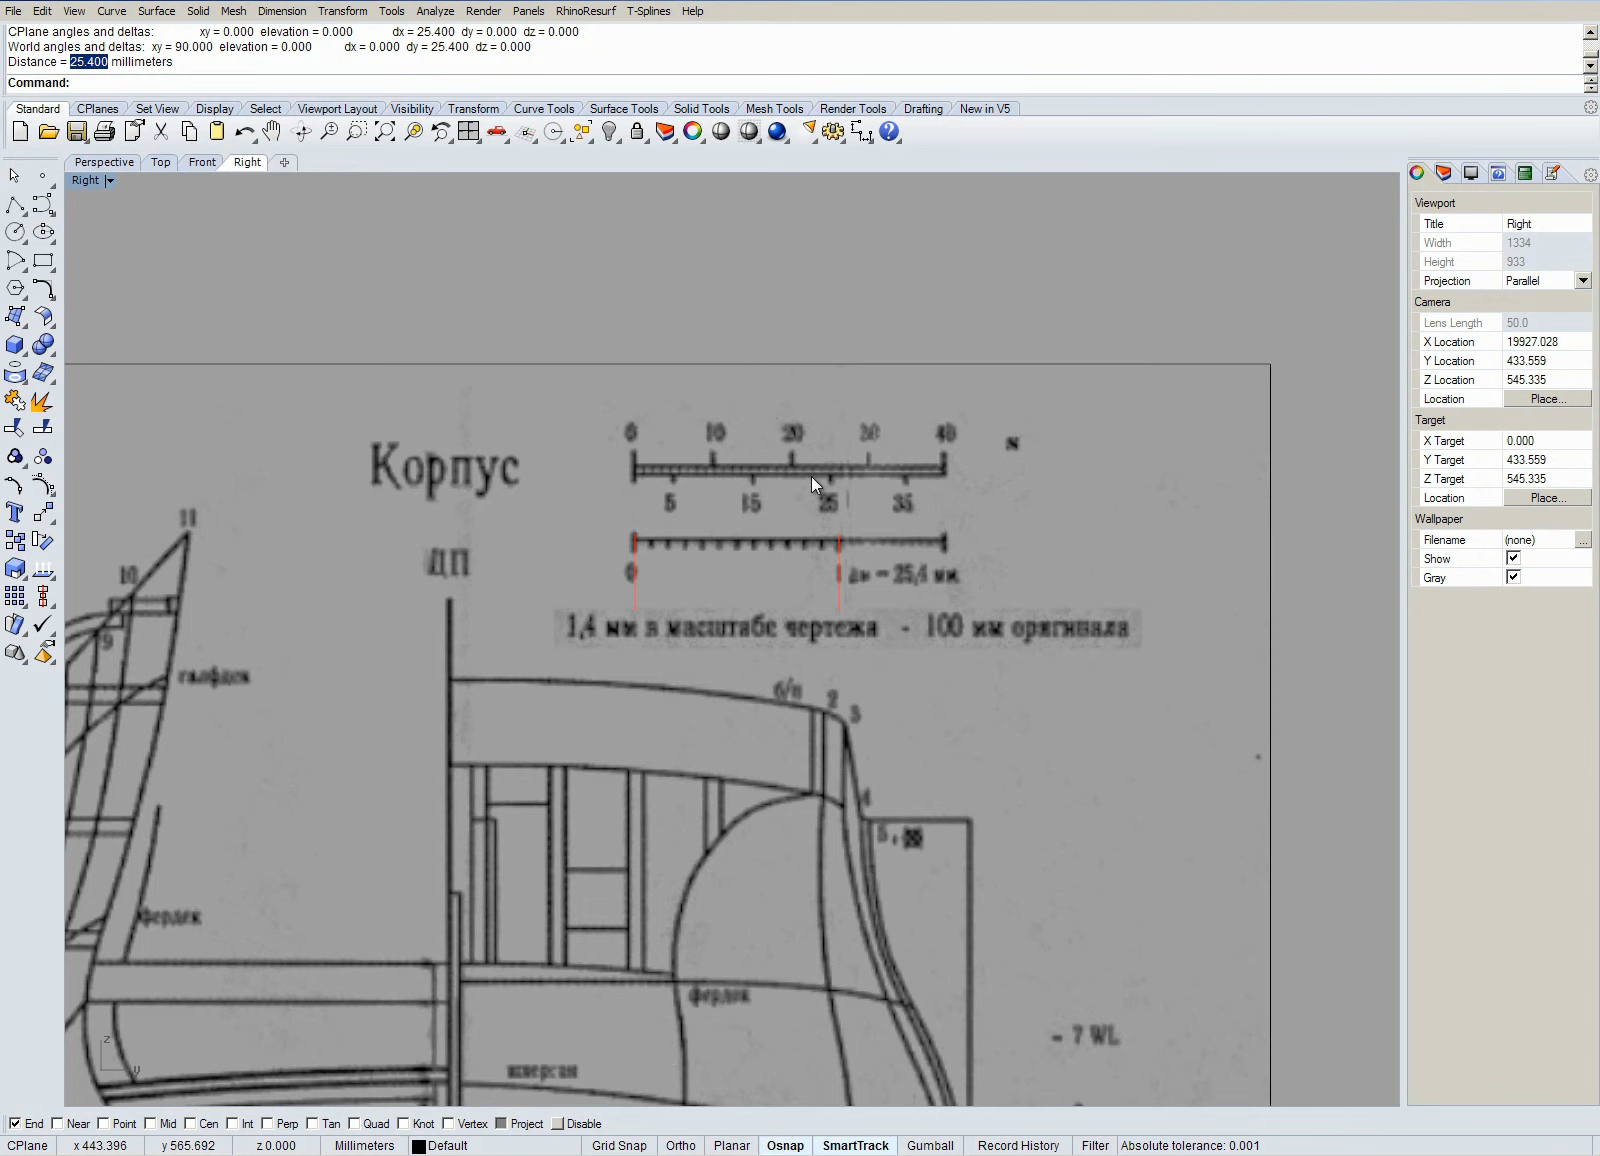 File Edit View Curve Surface Solid Mesh Dimension Transform Tools Analyze Render Panels RhinoResurf T-Splines Help
CPlane angles and deltas: xy = 0.000 elevation = 0.000 dx = 25.400 dy = 0.000 dz = 0.000
World angles and deltas: xy = 90.000 elevation = 0.000 dx = 0.000 dy = 25.400 dz = 0.000
Distance = 25.400 millimeters
Command:
Standard CPlanes Set View Display Select Viewport Layout Visibility Transform Curve Tools Surface Tools Solid Tools Mesh Tools Render Tools Drafting New in V5
Perspective Top Front Right
Right
Viewport
Title Right
Width 1334
Height 933
Projection Parallel
Camera
Lens Length 50.0
X Location 19927.028
Y Location 433.559
Z Location 545.335
Location Place...
Target
X Target 0.000
Y Target 433.559
Z Target 545.335
Location Place...
Wallpaper
Filename (none) ...
Show
Gray
0 10 20 30 40 м
Корпус
5 15 25 35
11
ДП
0 1 дм = 25,4 мм
10
1,4 мм в масштабе чертежа - 100 мм оригинала
9
галфдек
б/п 2 3
4
5
фердек
фердек
- 7 WL
шверсап
z
y
End Near Point Mid Cen Int Perp Tan Quad Knot Vertex Project Disable
CPlane x 443.396 y 565.692 z 0.000 Millimeters Default Grid Snap Ortho Planar Osnap SmartTrack Gumball Record History Filter Absolute tolerance: 0.001